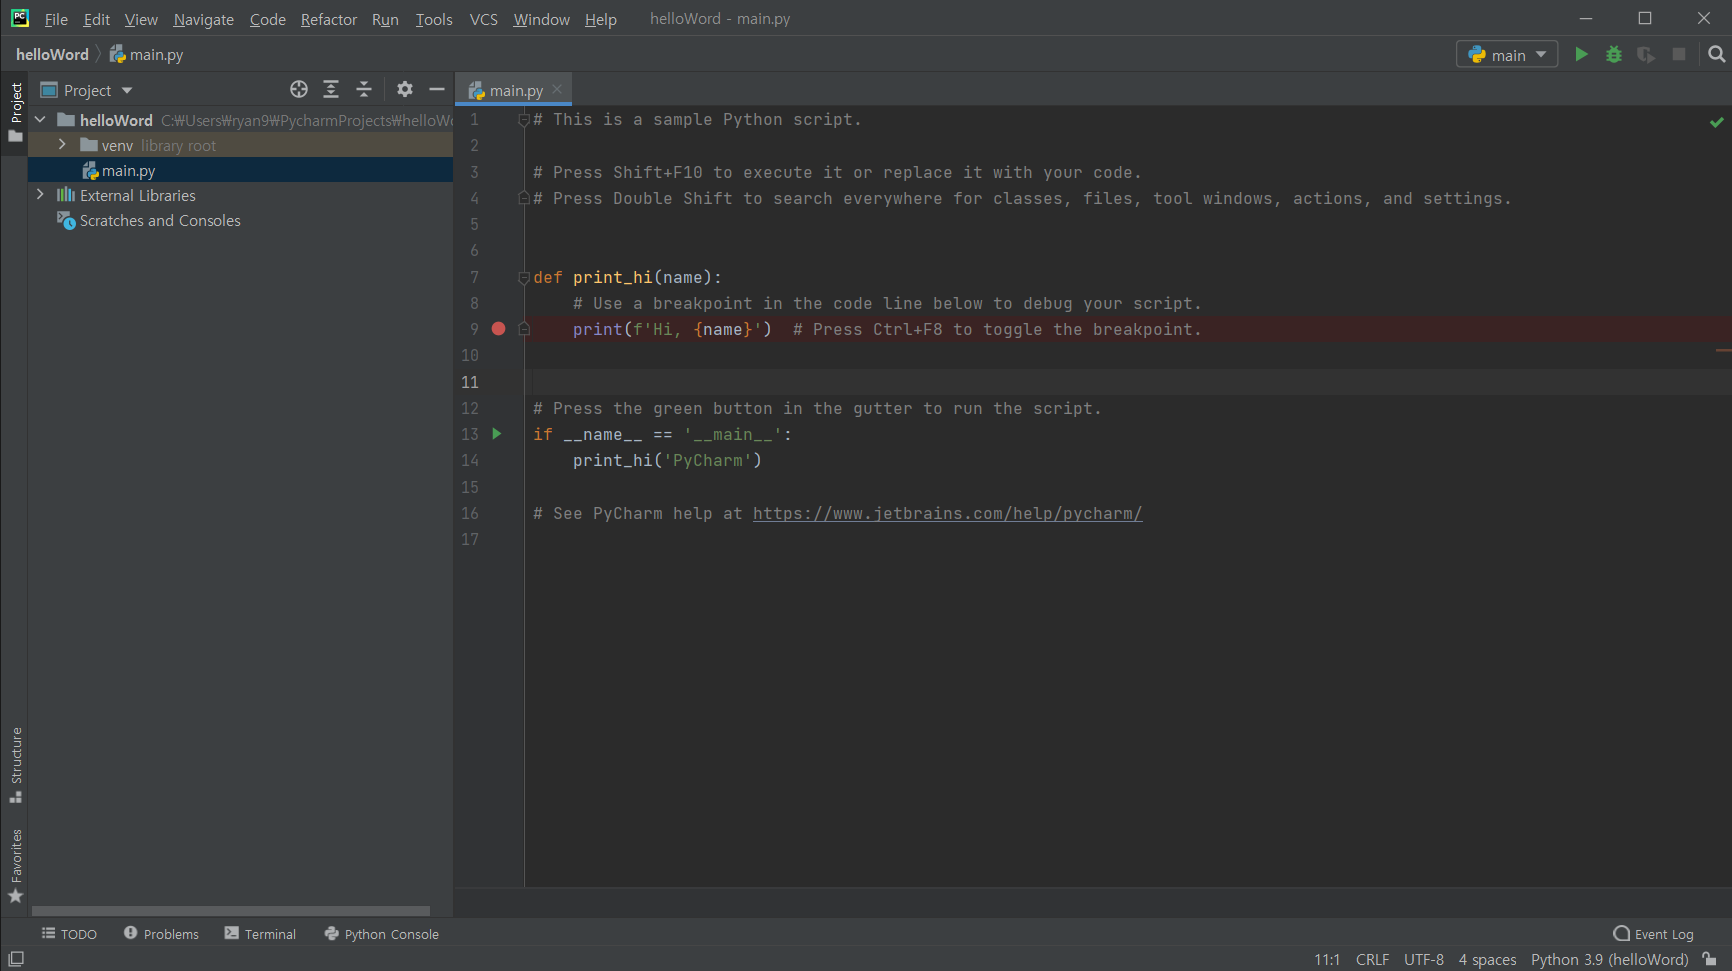 PC File Edit View Navigate Code Refactor Run Tools VCS Window Help helloWord - main.py
helloWord main.py main
Project Project main.py
helloWord C:₩Users₩ryan9₩PycharmProjects₩helloWo
venv library root
main.py
External Libraries
Scratches and Consoles
1 # This is a sample Python script.
2
3 # Press Shift+F10 to execute it or replace it with your code.
4 # Press Double Shift to search everywhere for classes, files, tool windows, actions, and settings.
5
6
7 def print_hi(name):
8 # Use a breakpoint in the code line below to debug your script.
9 print(f'Hi, {name}') # Press Ctrl+F8 to toggle the breakpoint.
10
11
12 # Press the green button in the gutter to run the script.
13 if __name__ == '__main__':
14 print_hi('PyCharm')
15
16 # See PyCharm help at https://www.jetbrains.com/help/pycharm/
17
Structure
Favorites
TODO Problems Terminal Python Console Event Log
11:1 CRLF UTF-8 4 spaces Python 3.9 (helloWord)